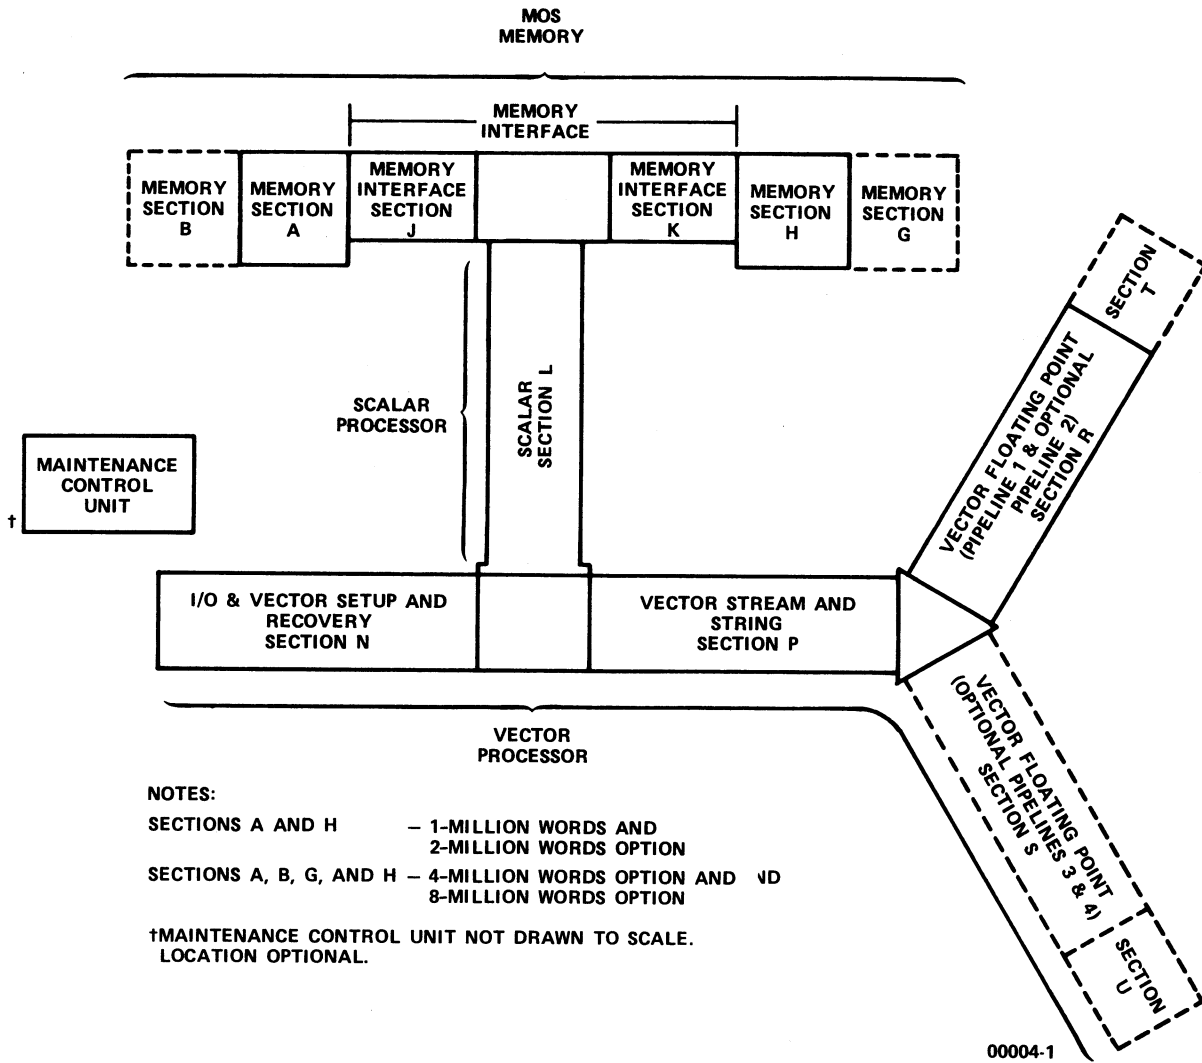 MOS
MEMORY
MEMORY
INTERFACE
MEMORY
SECTION
B
MEMORY
SECTION
A
MEMORY
INTERFACE
SECTION
J
MEMORY
INTERFACE
SECTION
K
MEMORY
SECTION
H
MEMORY
SECTION
G
SECTION
T
VECTOR FLOATING POINT
(PIPELINE 1 & OPTIONAL
PIPELINE 2)
SECTION R
SCALAR
PROCESSOR
SCALAR
SECTION L
MAINTENANCE
CONTROL
UNIT
†
I/O & VECTOR SETUP AND
RECOVERY
SECTION N
VECTOR STREAM AND
STRING
SECTION P
VECTOR
PROCESSOR
VECTOR FLOATING POINT
(OPTIONAL PIPELINES 3 & 4)
SECTION S
SECTION
U
NOTES:
SECTIONS A AND H – 1-MILLION WORDS AND
2-MILLION WORDS OPTION
SECTIONS A, B, G, AND H – 4-MILLION WORDS OPTION AND ND
8-MILLION WORDS OPTION
†MAINTENANCE CONTROL UNIT NOT DRAWN TO SCALE.
LOCATION OPTIONAL.
00004-1